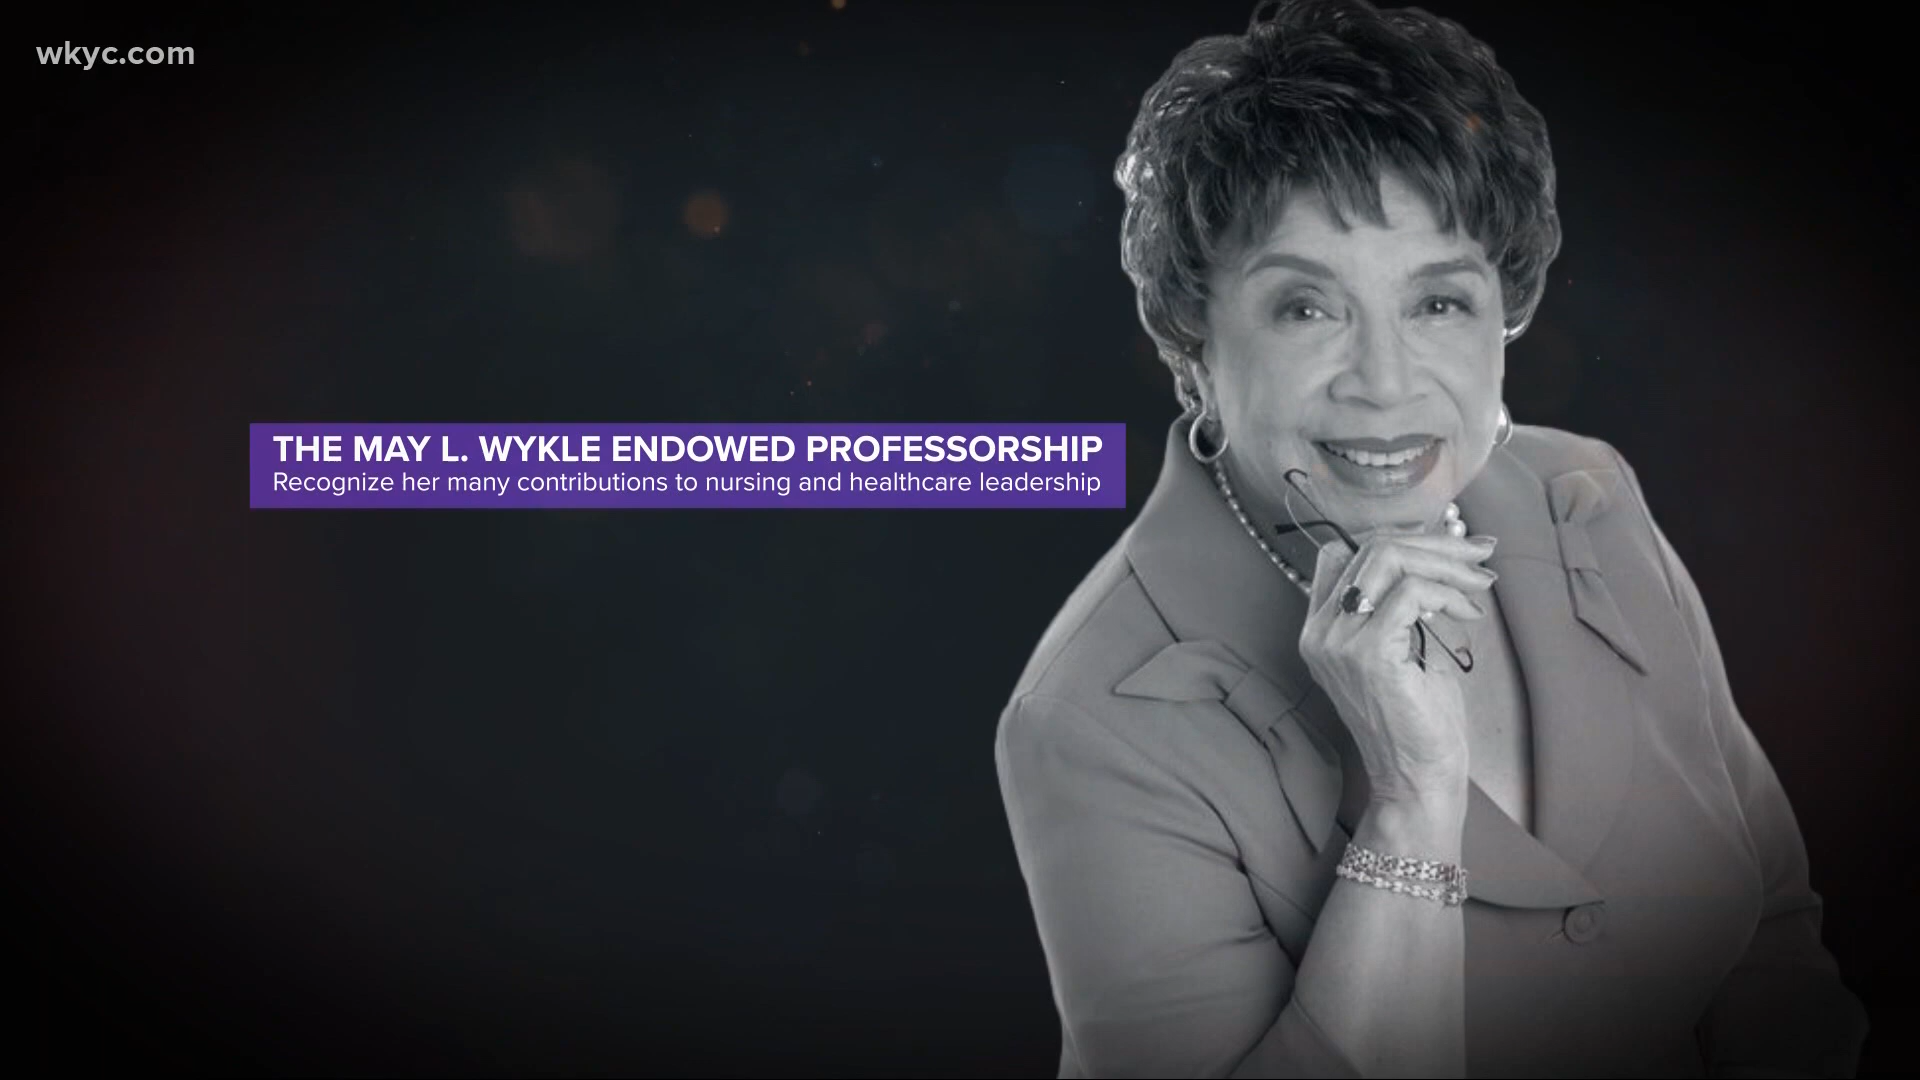 wkyc.com
THE MAY L. WYKLE ENDOWED PROFESSORSHIP
Recognize her many contributions to nursing and healthcare leadership